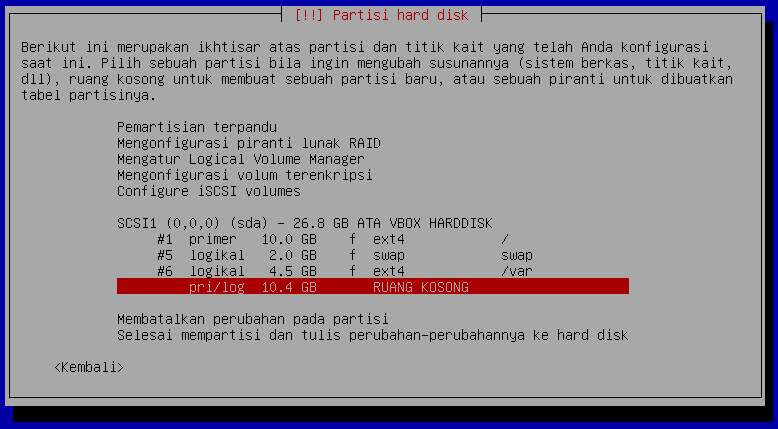 [!!] Partisi hard disk
Berikut ini merupakan ikhtisar atas partisi dan titik kait yang telah Anda konfigurasi
saat ini. Pilih sebuah partisi bila ingin mengubah susunannya (sistem berkas, titik kait,
dll), ruang kosong untuk membuat sebuah partisi baru, atau sebuah piranti untuk dibuatkan
tabel partisinya.
Pemartisian terpandu
Mengonfigurasi piranti lunak RAID
Mengatur Logical Volume Manager
Mengonfigurasi volum terenkripsi
Configure iSCSI volumes
SCSI1 (0,0,0) (sda) - 26.8 GB ATA VBOX HARDDISK
#1 primer 10.0 GB f ext4 /
#5 logikal 2.0 GB f swap swap
#6 logikal 4.5 GB f ext4 /var
pri/log 10.4 GB RUANG KOSONG
Membatalkan perubahan pada partisi
Selesai mempartisi dan tulis perubahan-perubahannya ke hard disk
<Kembali>